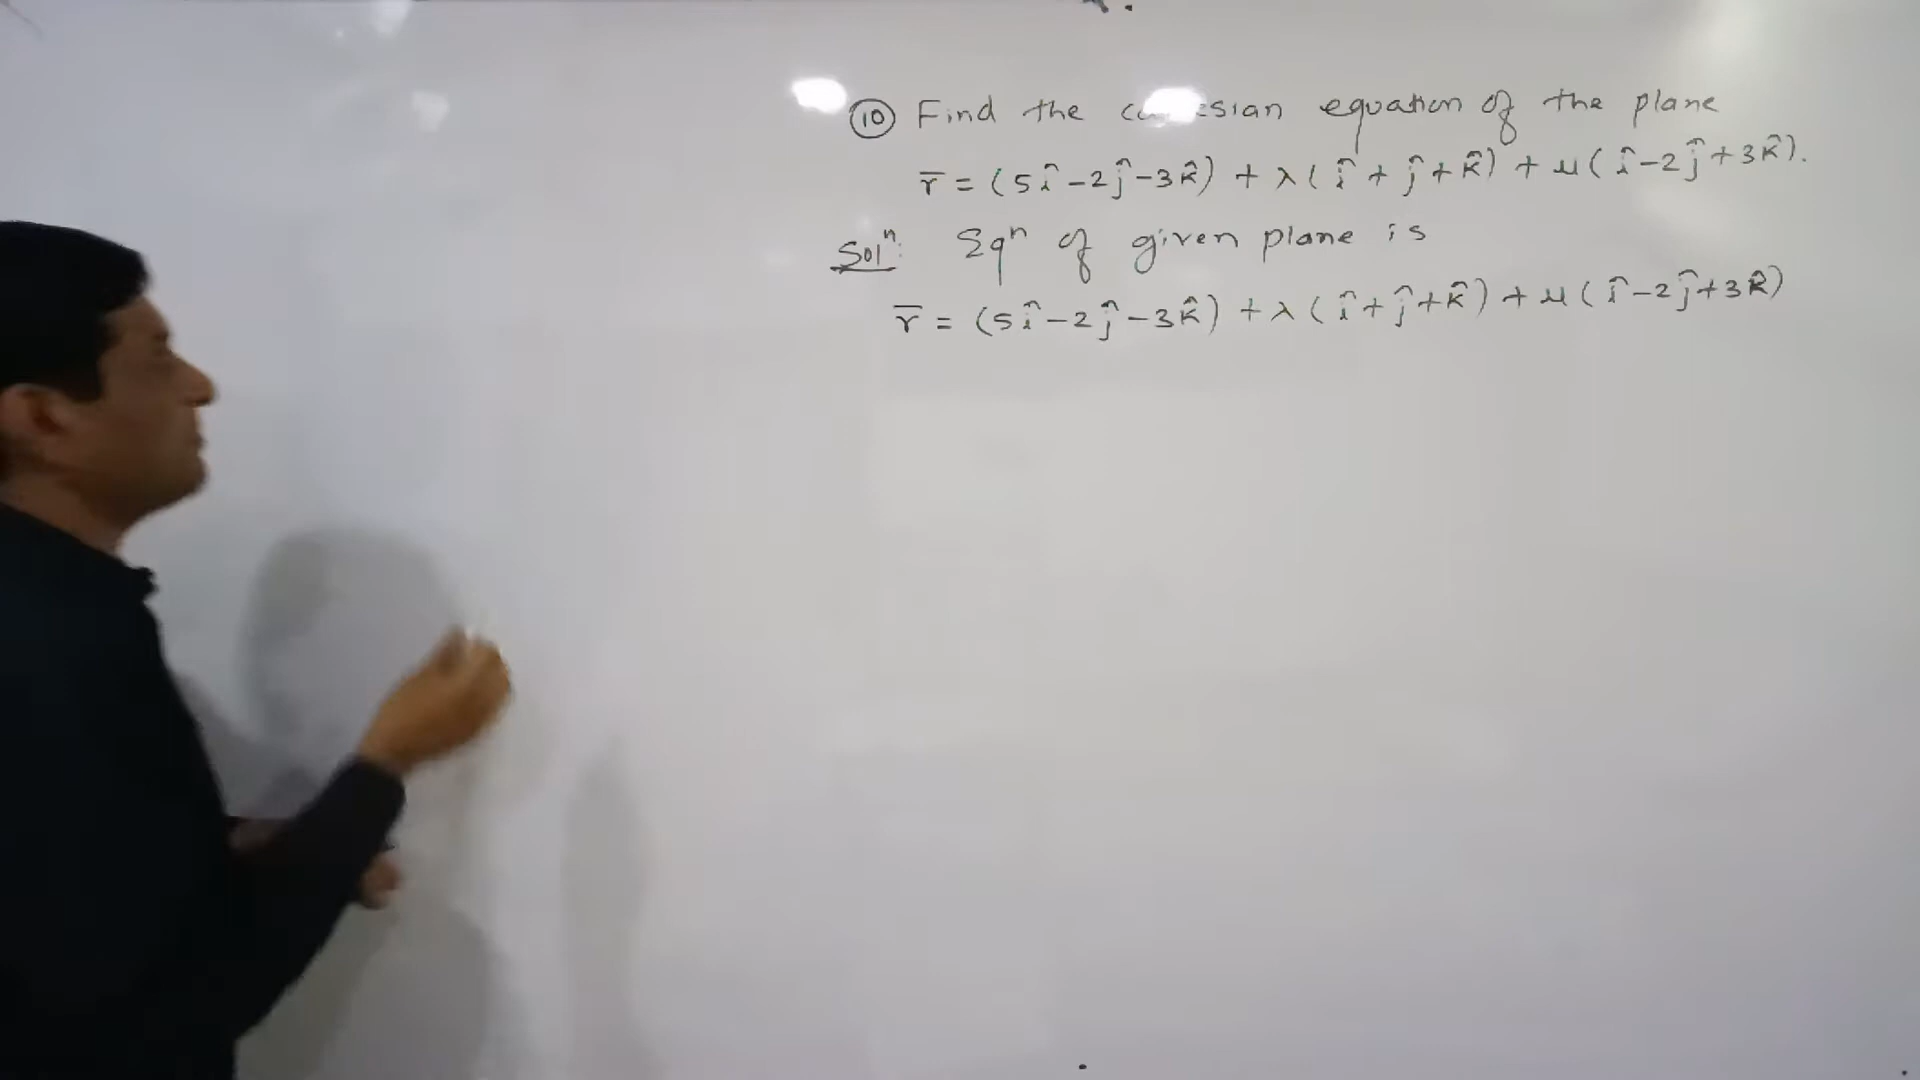 ⑩ Find the equation of the plane
r̅ = (5î - 2ĵ - 3k̂) + λ(î + ĵ + k̂) + μ(î - 2ĵ + 3k̂).
Solⁿ: Eqⁿ of given plane is
r̅ = (5î - 2ĵ - 3k̂) + λ(î + ĵ + k̂) + μ(î - 2ĵ + 3k̂)